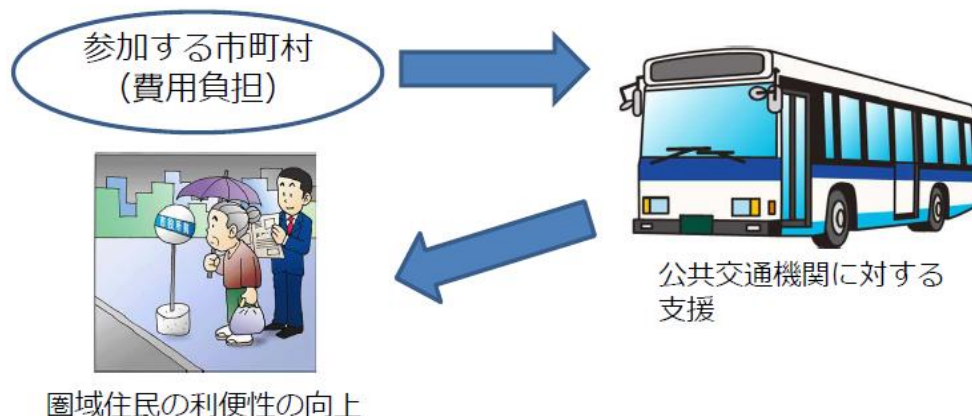 参加する市町村
（費用負担）
公共交通機関に対する
支援
圏域住民の利便性の向上